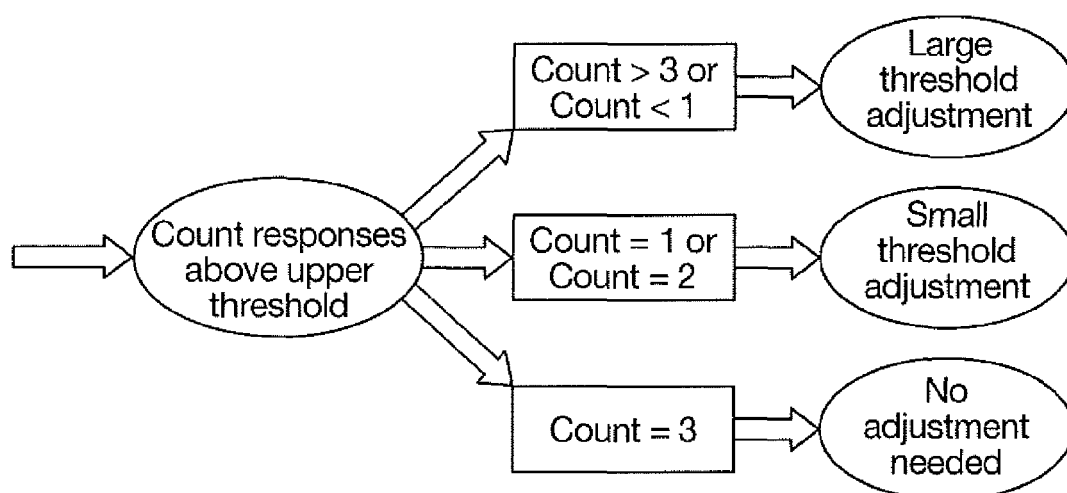 Count responses
above upper
threshold
Count > 3 or
Count < 1
Large
threshold
adjustment
Count = 1 or
Count = 2
Small
threshold
adjustment
Count = 3
No
adjustment
needed